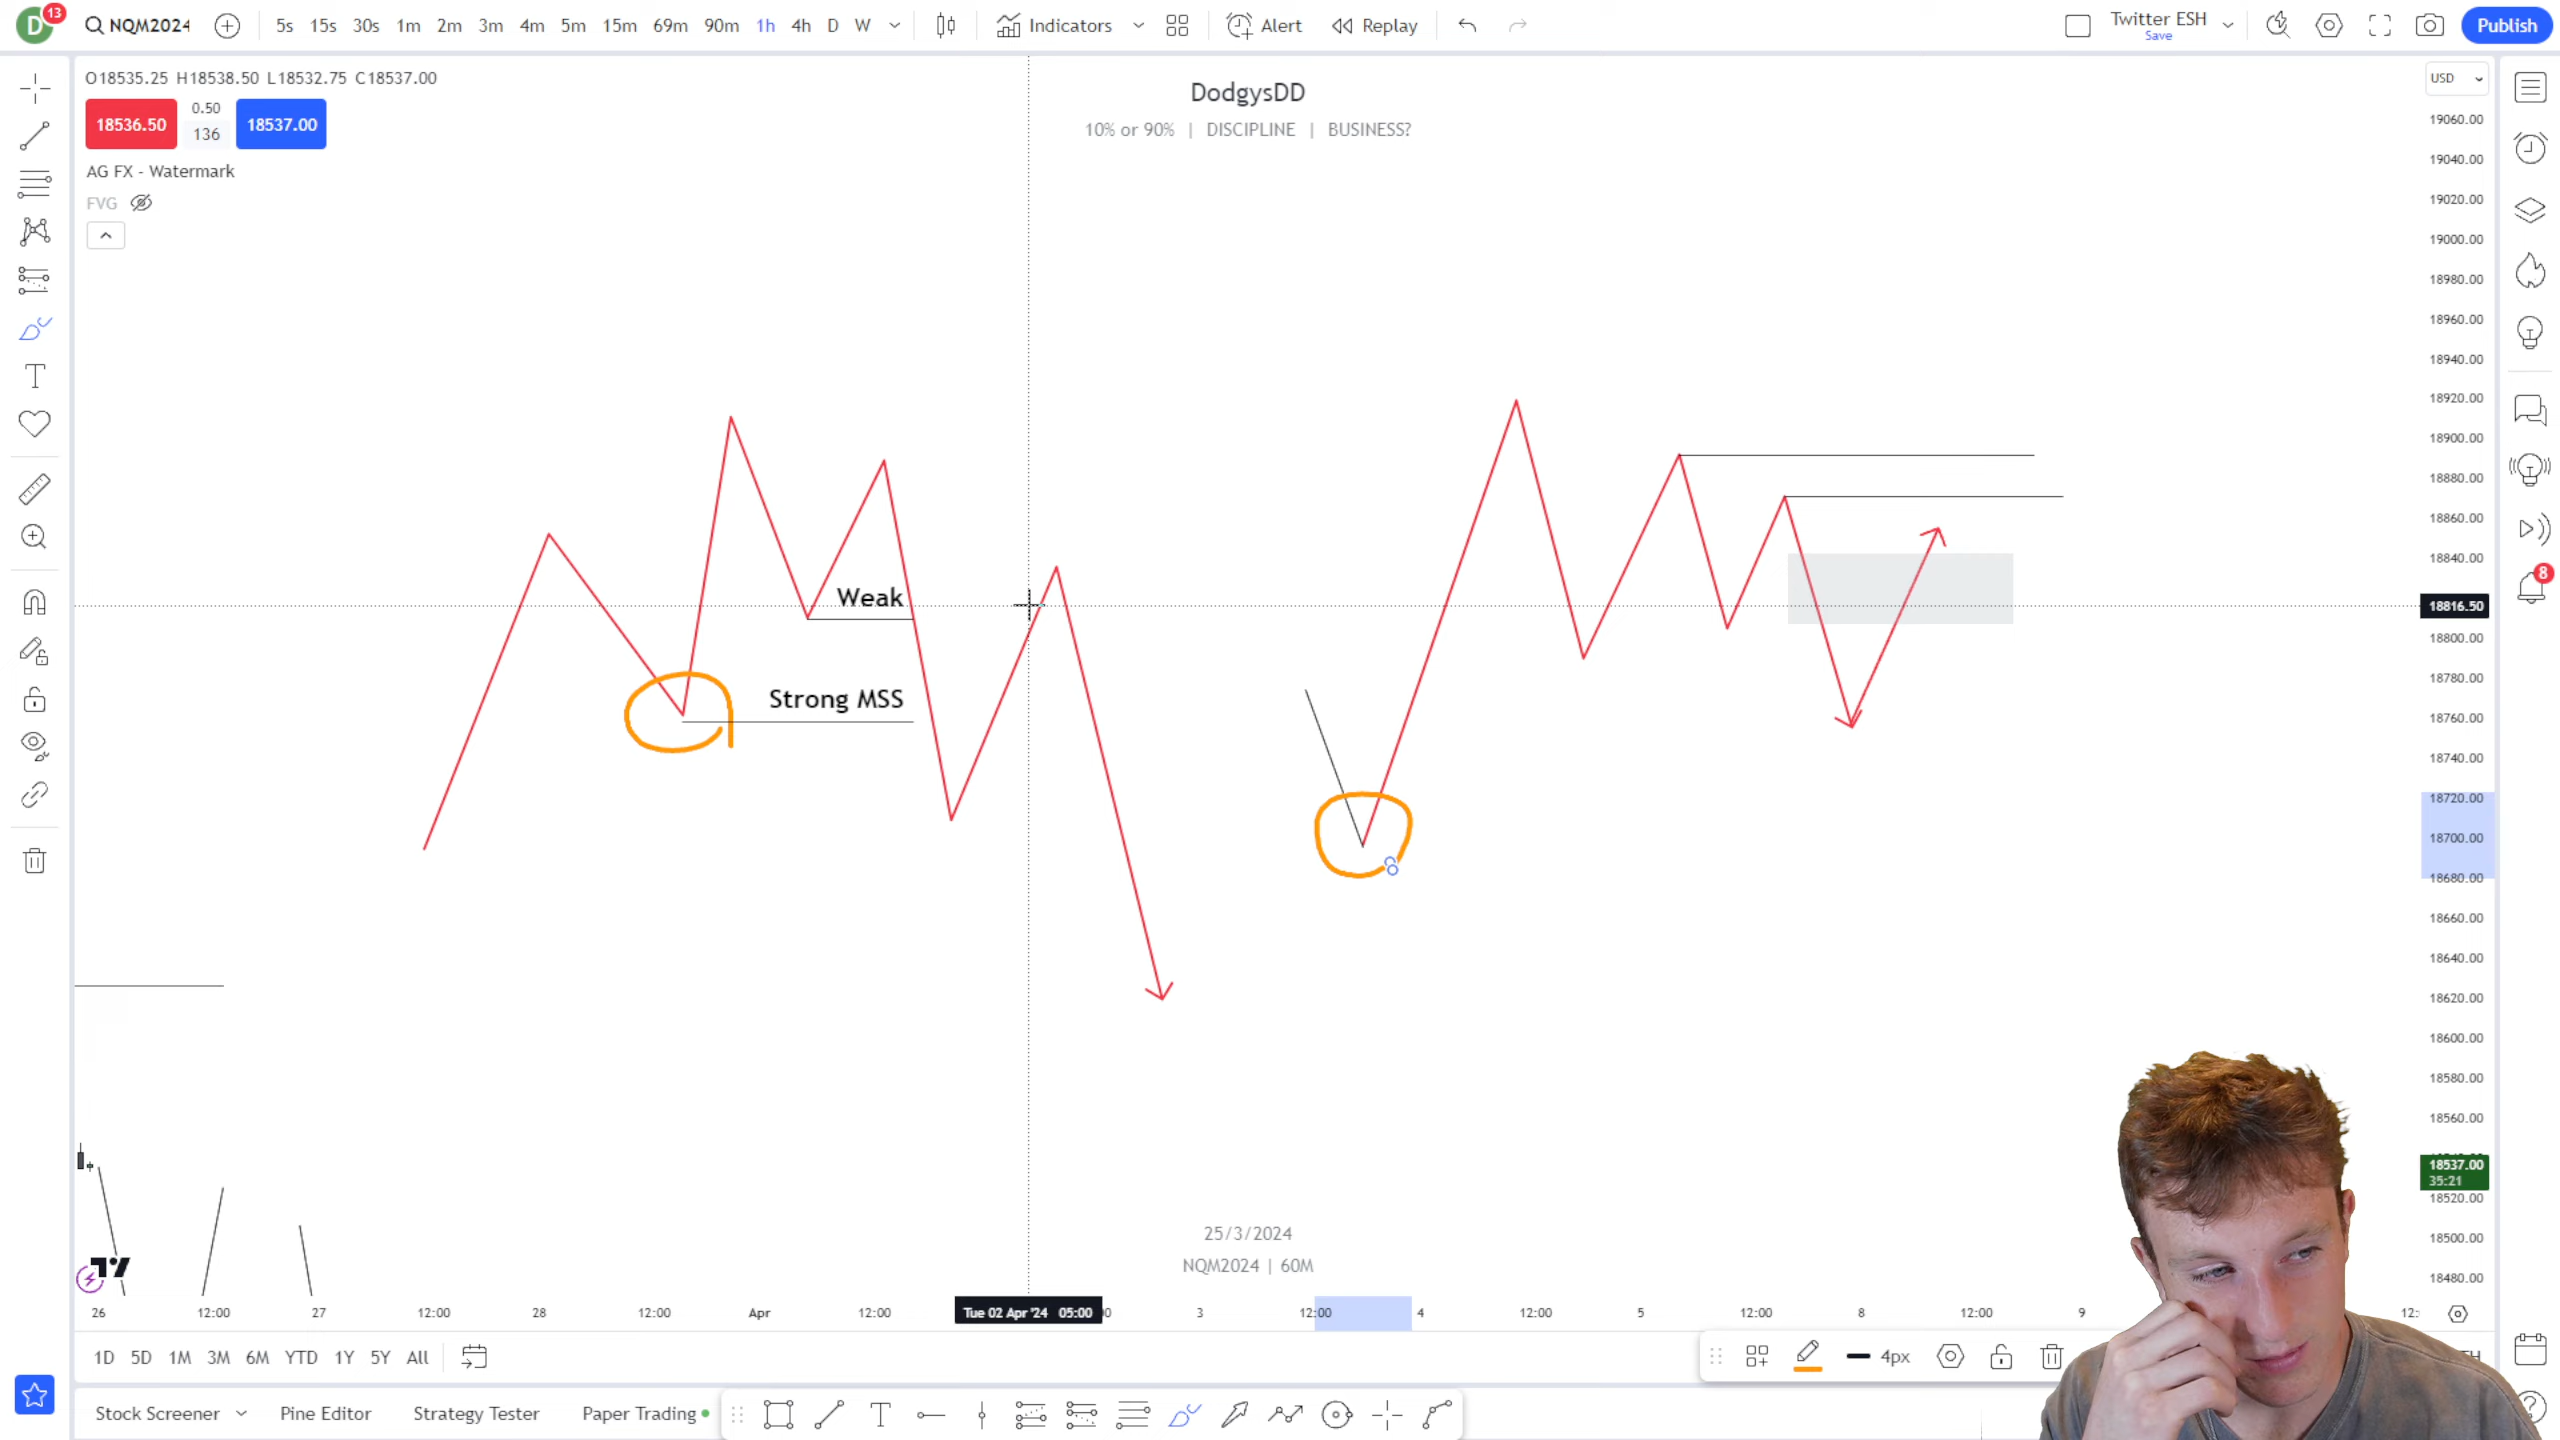 D 13 NQM2024 5s 15s 30s 1m 2m 3m 4m 5m 15m 69m 90m 1h 4h D W Indicators Alert Replay Twitter ESH Save Publish
O18535.25 H18538.50 L18532.75 C18537.00
18536.50 0.50 136 18537.00
AG FX - Watermark
FVG
DodgysDD
10% or 90% | DISCIPLINE | BUSINESS?
USD
19060.00
19040.00
19020.00
19000.00
18980.00
18960.00
18940.00
18920.00
18900.00
18880.00
18860.00
18840.00
18816.50
18800.00
18780.00
18760.00
18740.00
18720.00
18700.00
18680.00
18660.00
18640.00
18620.00
18600.00
18580.00
18560.00
18537.00
35:21
18520.00
18500.00
18480.00
8
Weak
Strong MSS
25/3/2024
NQM2024 | 60M
26 12:00 27 12:00 28 12:00 Apr 12:00 Tue 02 Apr '24 05:00 3 12:00 4 12:00 5 12:00 8 12:00 9
1D 5D 1M 3M 6M YTD 1Y 5Y All
4px
Stock Screener Pine Editor Strategy Tester Paper Trading